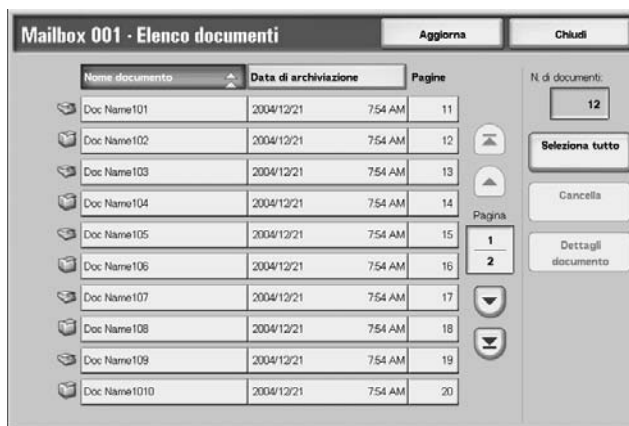 Mailbox 001 - Elenco documenti Aggiorna Chiudi
Nome documento Data di archiviazione Pagine N. di documenti:
Doc Name101 2004/12/21 7:54 AM 11 12
Doc Name102 2004/12/21 7:54 AM 12 Seleziona tutto
Doc Name103 2004/12/21 7:54 AM 13
Doc Name104 2004/12/21 7:54 AM 14 Cancella
Pagina
Doc Name105 2004/12/21 7:54 AM 15 1 Dettagli
Doc Name106 2004/12/21 7:54 AM 16 2 documento
Doc Name107 2004/12/21 7:54 AM 17
Doc Name108 2004/12/21 7:54 AM 18
Doc Name109 2004/12/21 7:54 AM 19
Doc Name1010 2004/12/21 7:54 AM 20